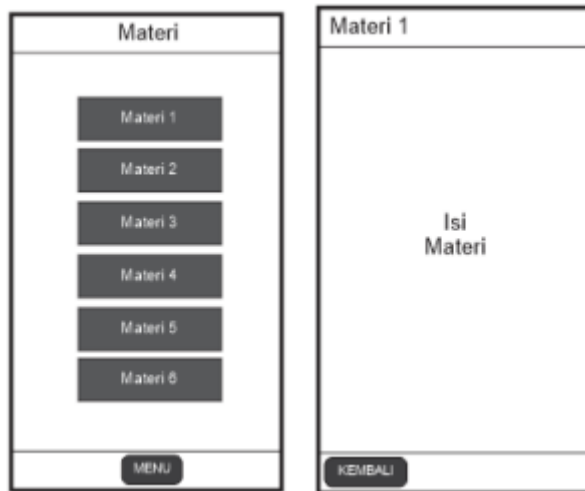 Materi
Materi 1
Materi 2
Materi 3
Materi 4
Materi 5
Materi 6
MENU
Materi 1
Isi
Materi
KEMBALI